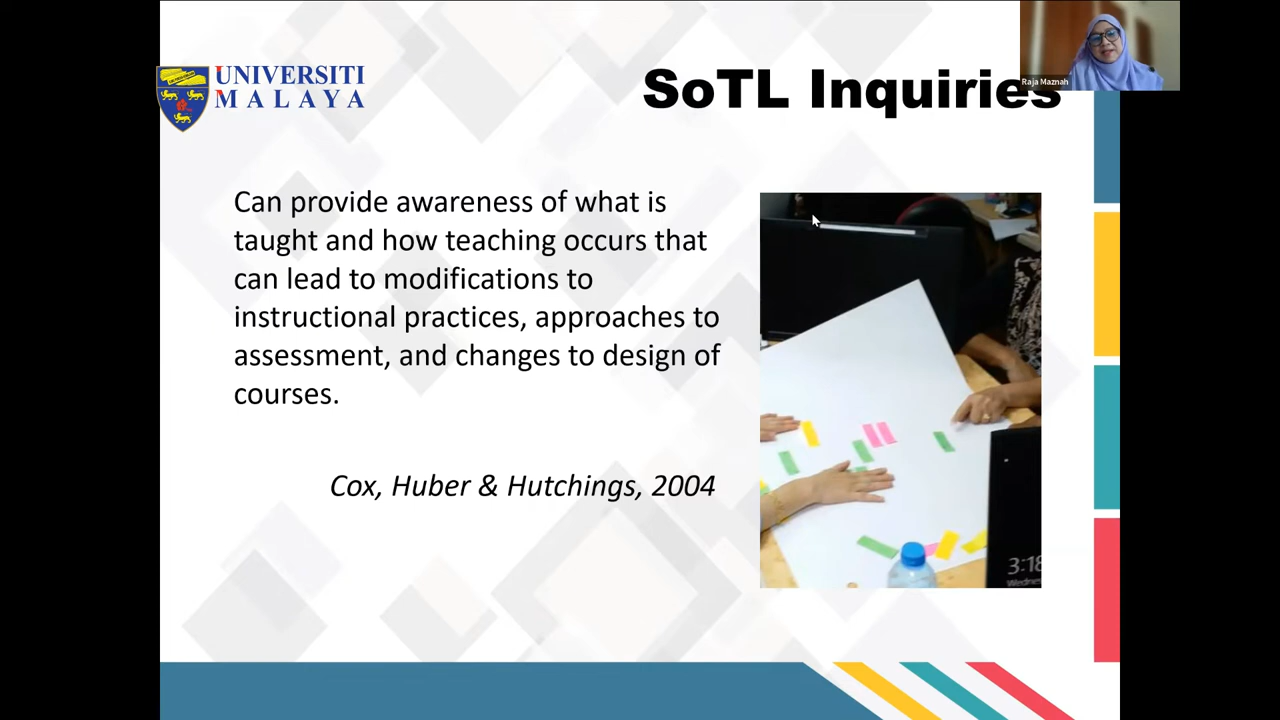 UNIVERSITI
MALAYA
SoTL Inquiries
Raja Maznah
Can provide awareness of what is
taught and how teaching occurs that
can lead to modifications to
instructional practices, approaches to
assessment, and changes to design of
courses.
Cox, Huber & Hutchings, 2004
3:18